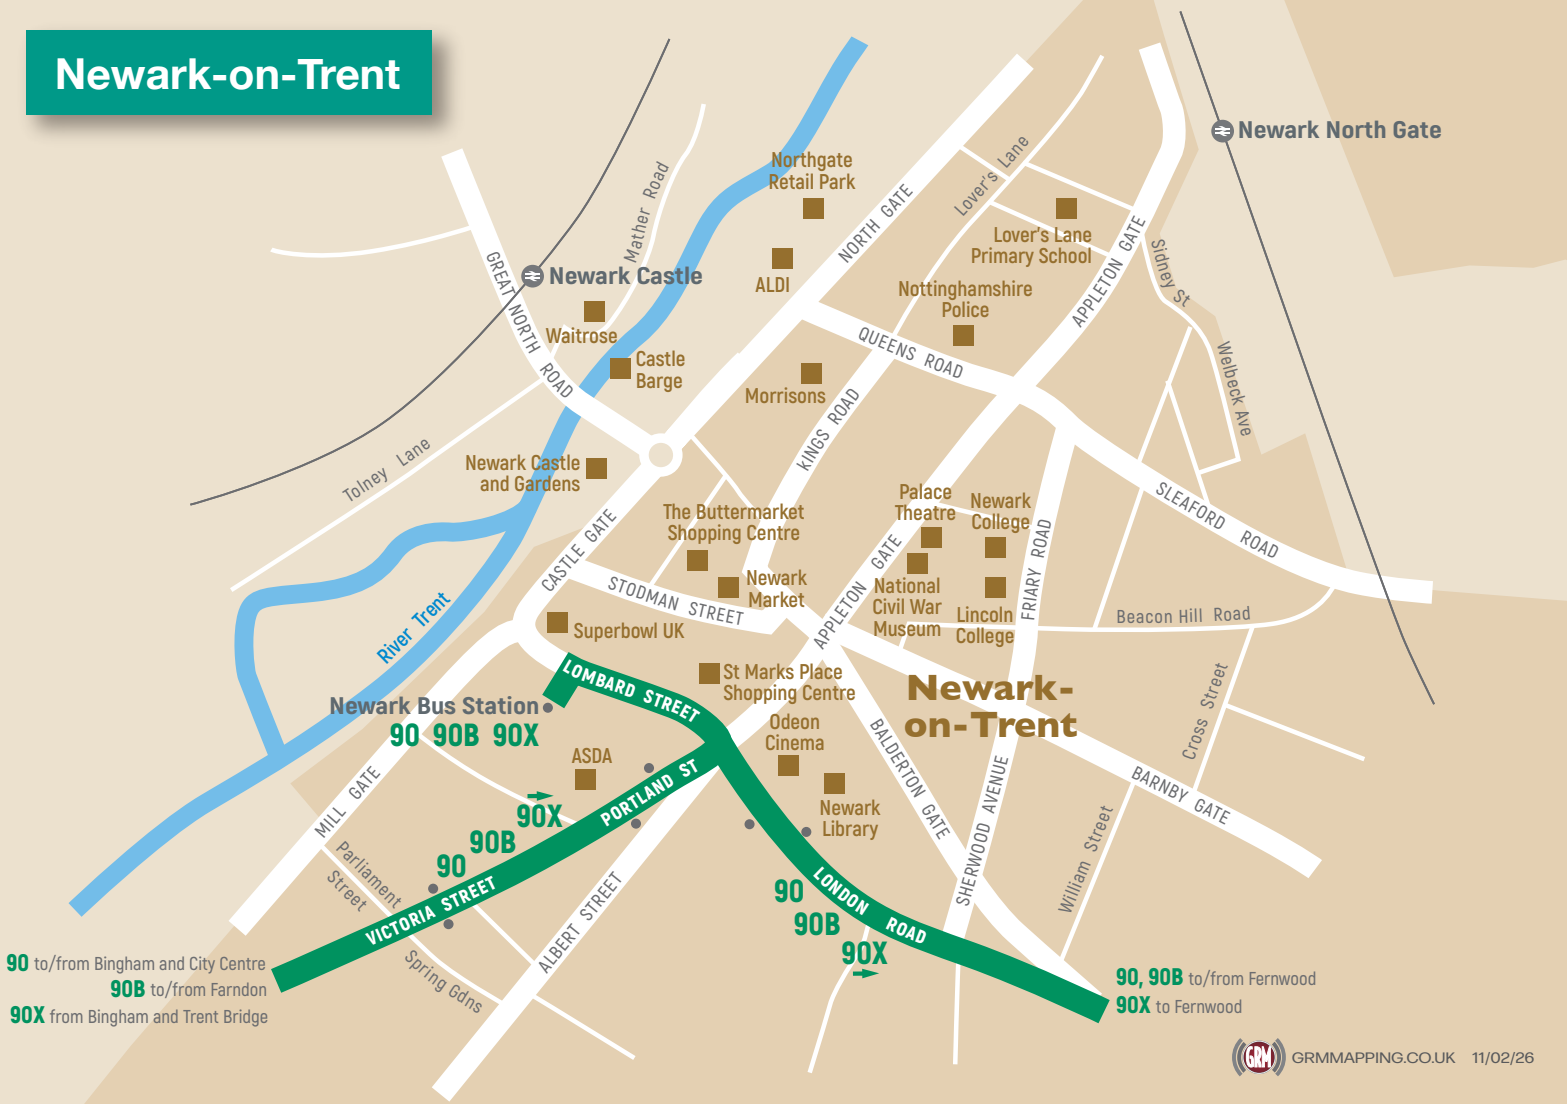 Newark-on-Trent
Newark North Gate
Northgate
Retail Park
Lover's Lane
NORTH GATE
Mather Road
Lover's Lane
Primary School
APPLETON GATE
Sidney St
GREAT NORTH ROAD
Newark Castle
ALDI
Nottinghamshire
Police
Waitrose
QUEENS ROAD
Castle
Barge
Welbeck Ave
Morrisons
KINGS ROAD
Tolney Lane
Newark Castle
and Gardens
The Buttermarket
Shopping Centre
Palace
Theatre
Newark
College
SLEAFORD ROAD
CASTLE GATE
STODMAN STREET
Newark
Market
APPLETON GATE
National
Civil War
Museum
Lincoln
College
FRIARY ROAD
Beacon Hill Road
River Trent
Superbowl UK
LOMBARD STREET
St Marks Place
Shopping Centre
Newark-
on-Trent
Cross Street
Newark Bus Station
90 90B 90X
Odeon
Cinema
BALDERTON GATE
ASDA
PORTLAND ST
MILL GATE
90X
90B
90
Newark
Library
SHERWOOD AVENUE
BARNBY GATE
William Street
Parliament
Street
VICTORIA STREET
ALBERT STREET
LONDON ROAD
90
90B
90X
Spring Gdns
90 to/from Bingham and City Centre
90B to/from Farndon
90X from Bingham and Trent Bridge
90, 90B to/from Fernwood
90X to Fernwood
GRM
GRMMAPPING.CO.UK 11/02/26